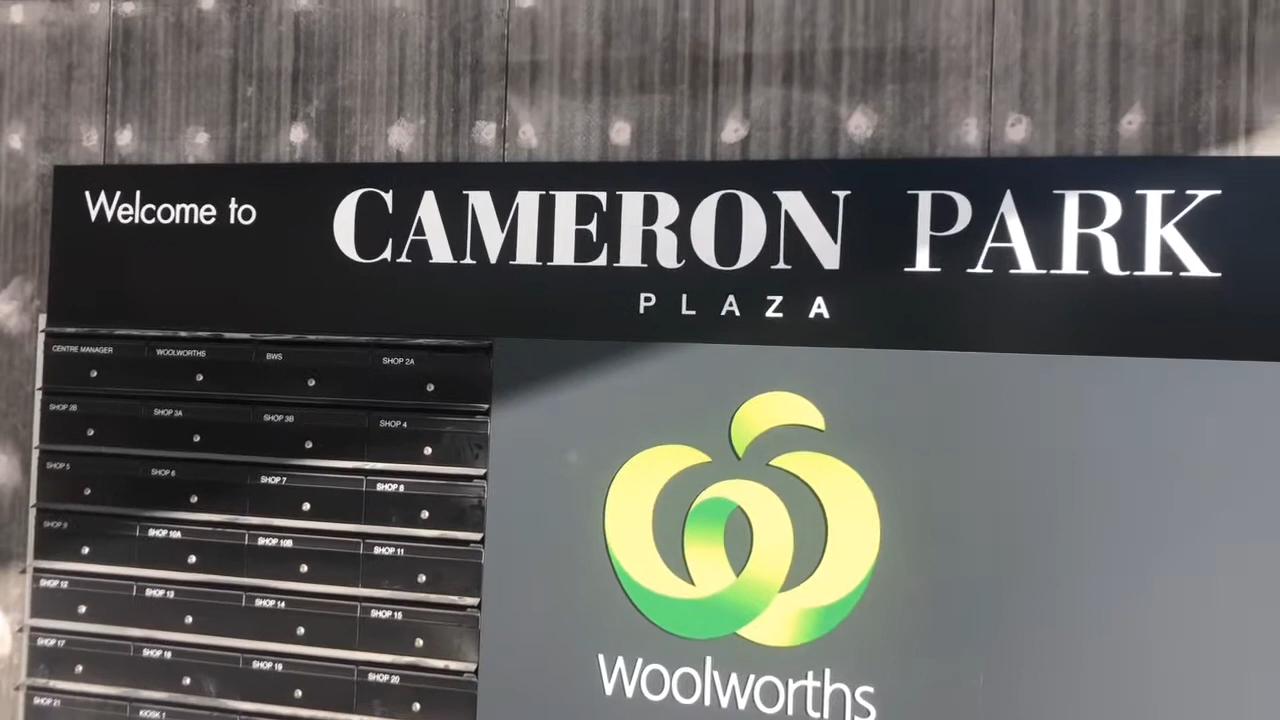 Welcome to CAMERON PARK
PLAZA
CENTRE MANAGER WOOLWORTHS BWS SHOP 2A
SHOP 2B SHOP 3A SHOP 3B SHOP 4
SHOP 5 SHOP 6 SHOP 7 SHOP 8
SHOP 9 SHOP 10A SHOP 10B SHOP 11
SHOP 12 SHOP 13 SHOP 14 SHOP 15
SHOP 17 SHOP 18 SHOP 19 SHOP 20
SHOP 21 KIOSK 1
Woolworths